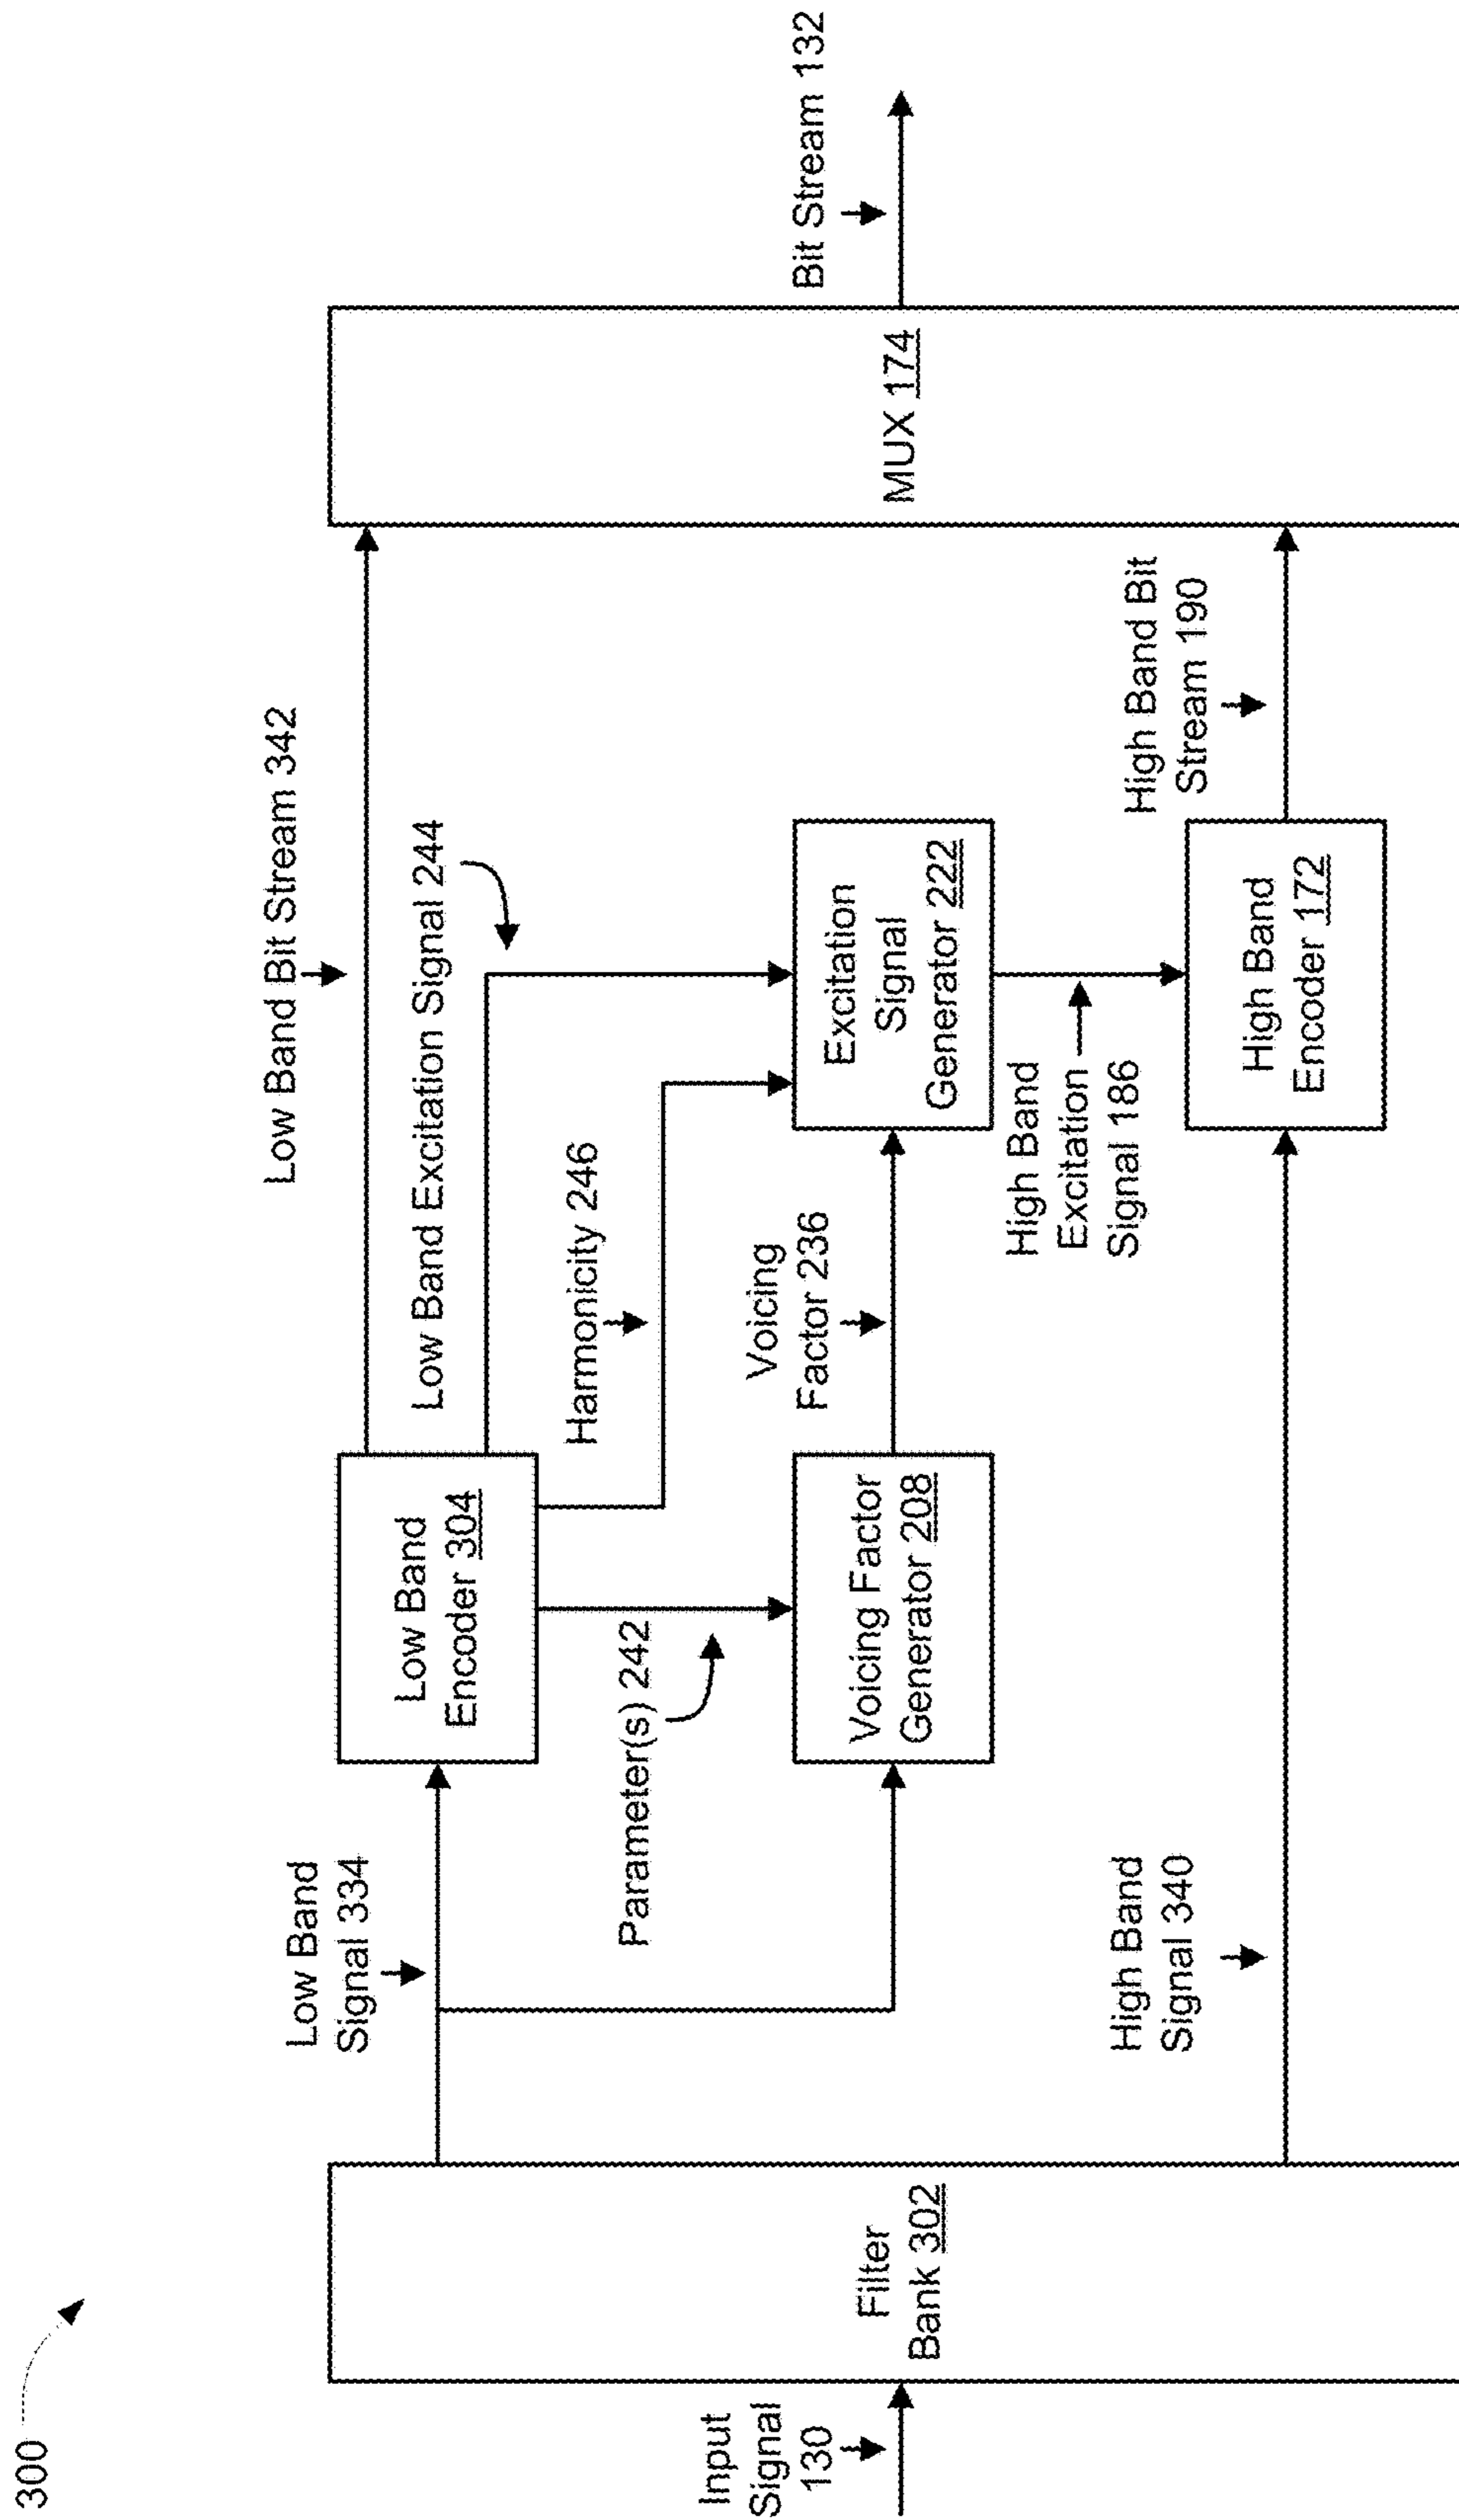 300
Low Band Bit Stream 342
Low Band
Signal 334
Low Band
Encoder 304
Low Band Excitation Signal 244
Harmonicity 246
Parameter(s) 242
Input
Signal
130
Filter
Bank 302
Voicing Factor
Generator 208
Voicing
Factor 236
Excitation
Signal
Generator 222
MUX 174
Bit Stream 132
High Band
Excitation
Signal 186
High Band
Signal 340
High Band
Encoder 172
High Band Bit
Stream 190